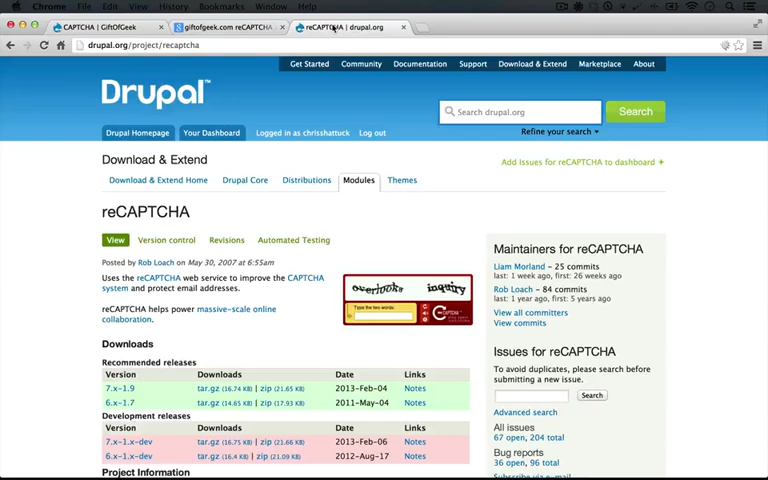 Chrome File Edit View History Bookmarks Window Help
CAPTCHA | GiftOfGeek
giftofgeek.com reCAPTCHA
reCAPTCHA | drupal.org
drupal.org/project/recaptcha
Get Started Community Documentation Support Download & Extend Marketplace About
Drupal™
Search drupal.org
Search
Refine your search
Drupal Homepage Your Dashboard Logged in as chrisshattuck Log out
Download & Extend
Add Issues for reCAPTCHA to dashboard +
Download & Extend Home Drupal Core Distributions Modules Themes
reCAPTCHA
View Version control Revisions Automated Testing
Posted by Rob Loach on May 30, 2007 at 6:55am
Uses the reCAPTCHA web service to improve the CAPTCHA
system and protect email addresses.
reCAPTCHA helps power massive-scale online
collaboration.
overlooks inquiry
Type the two words:
Downloads
Recommended releases
Version Downloads Date Links
7.x-1.9 tar.gz (16.74 KB) | zip (21.65 KB) 2013-Feb-04 Notes
6.x-1.7 tar.gz (14.65 KB) | zip (17.93 KB) 2011-May-04 Notes
Development releases
Version Downloads Date Links
7.x-1.x-dev tar.gz (16.75 KB) | zip (21.66 KB) 2013-Feb-06 Notes
6.x-1.x-dev tar.gz (16.4 KB) | zip (21.09 KB) 2012-Aug-17 Notes
Project Information
Maintainers for reCAPTCHA
Liam Morland – 25 commits
last: 1 week ago, first: 26 weeks ago
Rob Loach – 84 commits
last: 1 year ago, first: 5 years ago
View all committers
View commits
Issues for reCAPTCHA
To avoid duplicates, please search before
submitting a new issue.
Search
Advanced search
All issues
67 open, 204 total
Bug reports
36 open, 96 total
Subscribe via e-mail